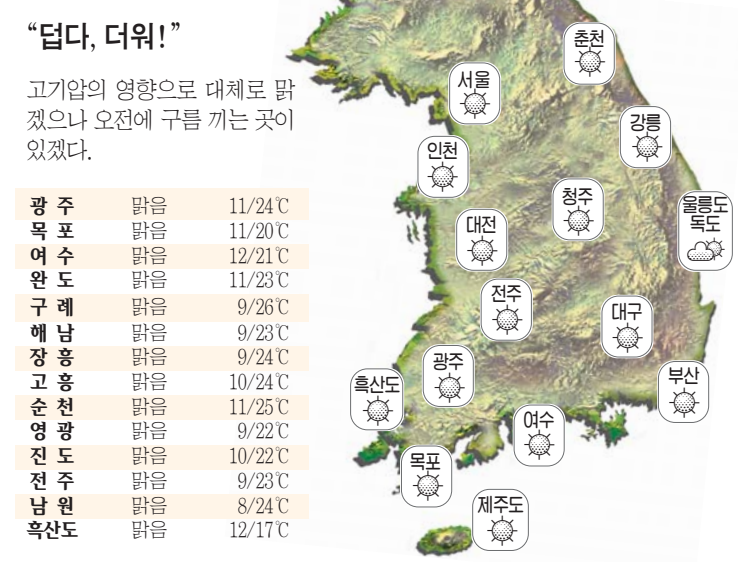 “덥다, 더워!”
고기압의 영향으로 대체로 맑
겠으나 오전에 구름 끼는 곳이
있겠다.
광 주 맑음 11/24℃
목 포 맑음 11/20℃
여 수 맑음 12/21℃
완 도 맑음 11/23℃
구 례 맑음 9/26℃
해 남 맑음 9/23℃
장 흥 맑음 9/24℃
고 흥 맑음 10/24℃
순 천 맑음 11/25℃
영 광 맑음 9/22℃
진 도 맑음 10/22℃
전 주 맑음 9/23℃
남 원 맑음 8/24℃
흑산도 맑음 12/17℃
춘천
서울
강릉
인천
청주
울릉도
독도
대전
전주
대구
광주
부산
흑산도
여수
목포
제주도